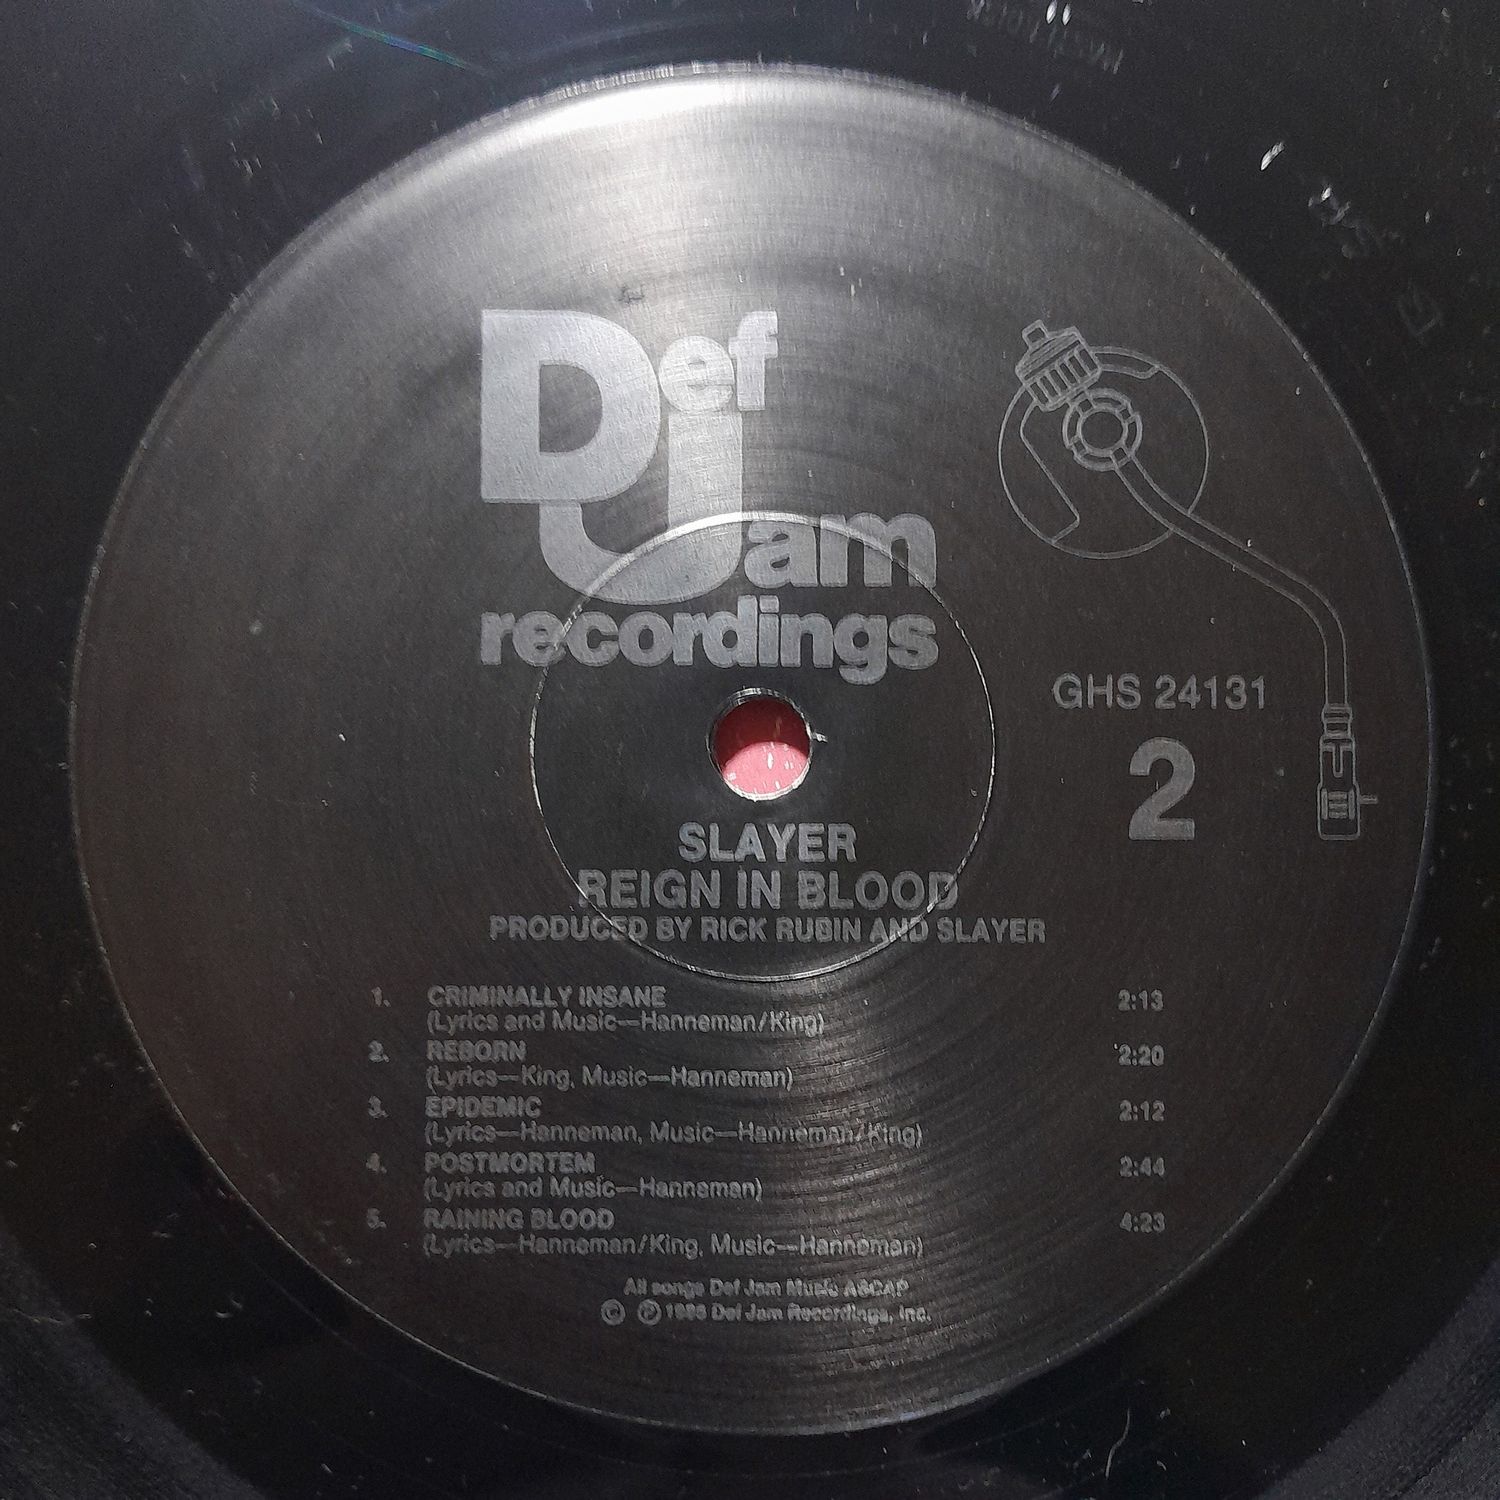 Def
Jam
recordings
GHS 24131
2
SLAYER
REIGN IN BLOOD
PRODUCED BY RICK RUBIN AND SLAYER
1. CRIMINALLY INSANE 2:13
(Lyrics and Music—Hanneman/King)
2. REBORN 2:20
(Lyrics—King, Music—Hanneman)
3. EPIDEMIC 2:12
(Lyrics—Hanneman, Music—Hanneman/King)
4. POSTMORTEM 2:44
(Lyrics and Music—Hanneman)
5. RAINING BLOOD 4:23
(Lyrics—Hanneman/King, Music—Hanneman)
All songs Def Jam Music ASCAP
© ℗ 1986 Def Jam Recordings, Inc.